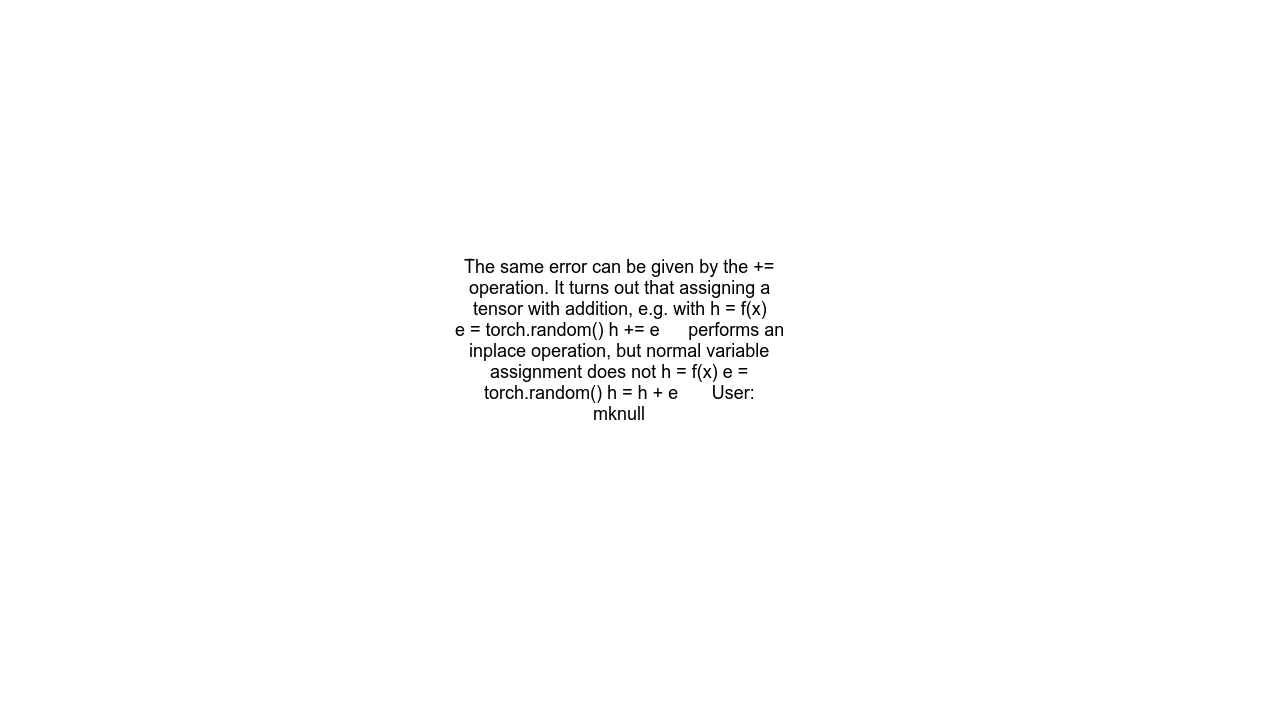 The same error can be given by the +=
operation. It turns out that assigning a
tensor with addition, e.g. with h = f(x)
e = torch.random() h += e      performs an
inplace operation, but normal variable
assignment does not h = f(x) e =
torch.random() h = h + e       User:
mknull